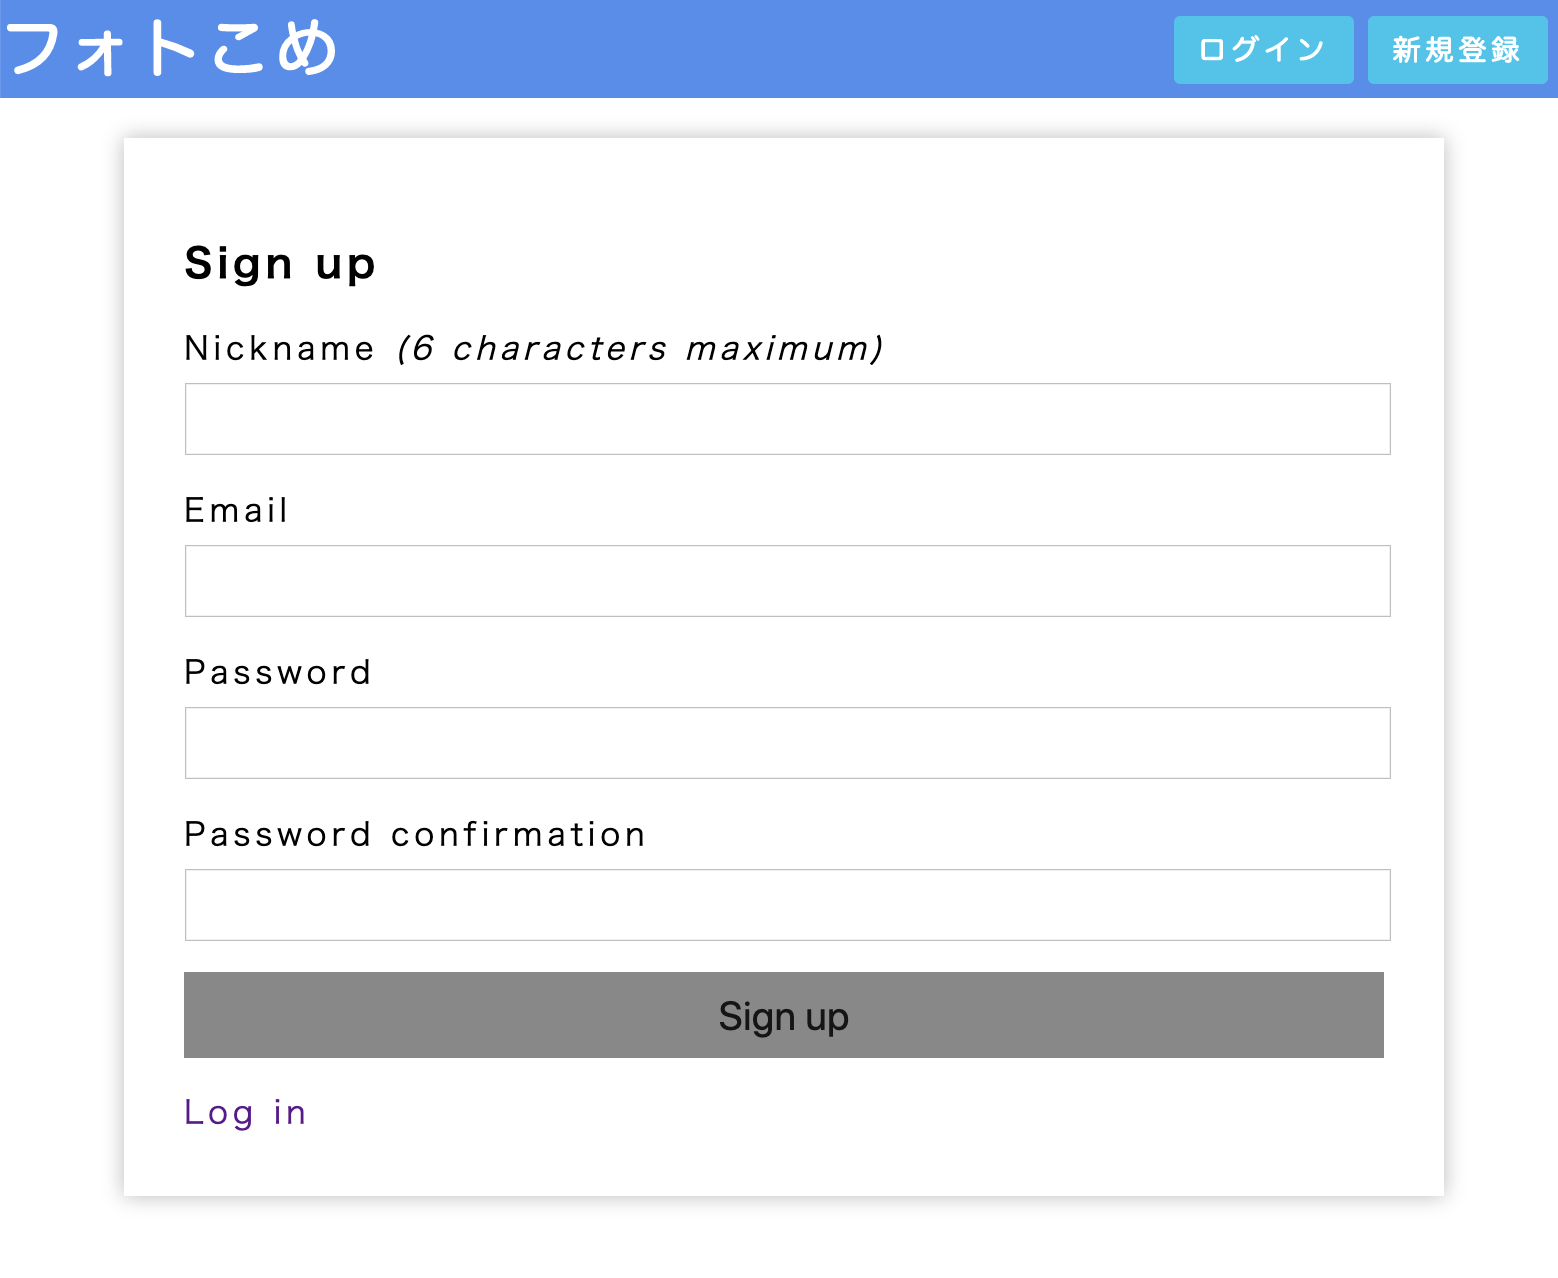 フォトこめ
ログイン 新規登録
Sign up
Nickname (6 characters maximum)
Email
Password
Password confirmation
Sign up
Log in